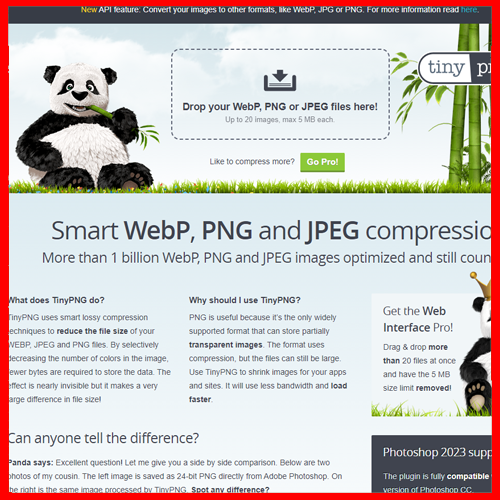 New API feature: Convert your images to other formats, like WebP, JPG or PNG. For more information read here.
tiny
Drop your WebP, PNG or JPEG files here!
Up to 20 images, max 5 MB each.
Like to compress more? Go Pro!
Smart WebP, PNG and JPEG compressio
More than 1 billion WebP, PNG and JPEG images optimized and still coun
What does TinyPNG do?
TinyPNG uses smart lossy compression
techniques to reduce the file size of your
WEBP, JPEG and PNG files. By selectively
decreasing the number of colors in the image,
fewer bytes are required to store the data. The
effect is nearly invisible but it makes a very
large difference in file size!
Why should I use TinyPNG?
PNG is useful because it's the only widely
supported format that can store partially
transparent images. The format uses
compression, but the files can still be large.
Use TinyPNG to shrink images for your apps
and sites. It will use less bandwidth and load
faster.
Get the Web
Interface Pro!
Drag & drop more
than 20 files at once
and have the 5 MB
size limit removed!
Can anyone tell the difference?
Panda says: Excellent question! Let me give you a side by side comparison. Below are two
photos of my cousin. The left image is saved as 24-bit PNG directly from Adobe Photoshop. On
the right is the same image processed by TinyPNG. Spot any difference?
Photoshop 2023 supp
The plugin is fully compatible
version of Photoshop CC